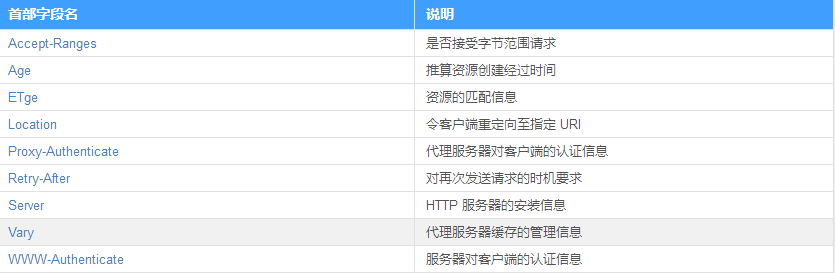 首部字段名 说明
Accept-Ranges 是否接受字节范围请求
Age 推算资源创建经过时间
ETge 资源的匹配信息
Location 令客户端重定向至指定 URI
Proxy-Authenticate 代理服务器对客户端的认证信息
Retry-After 对再次发送请求的时机要求
Server HTTP 服务器的安装信息
Vary 代理服务器缓存的管理信息
WWW-Authenticate 服务器对客户端的认证信息